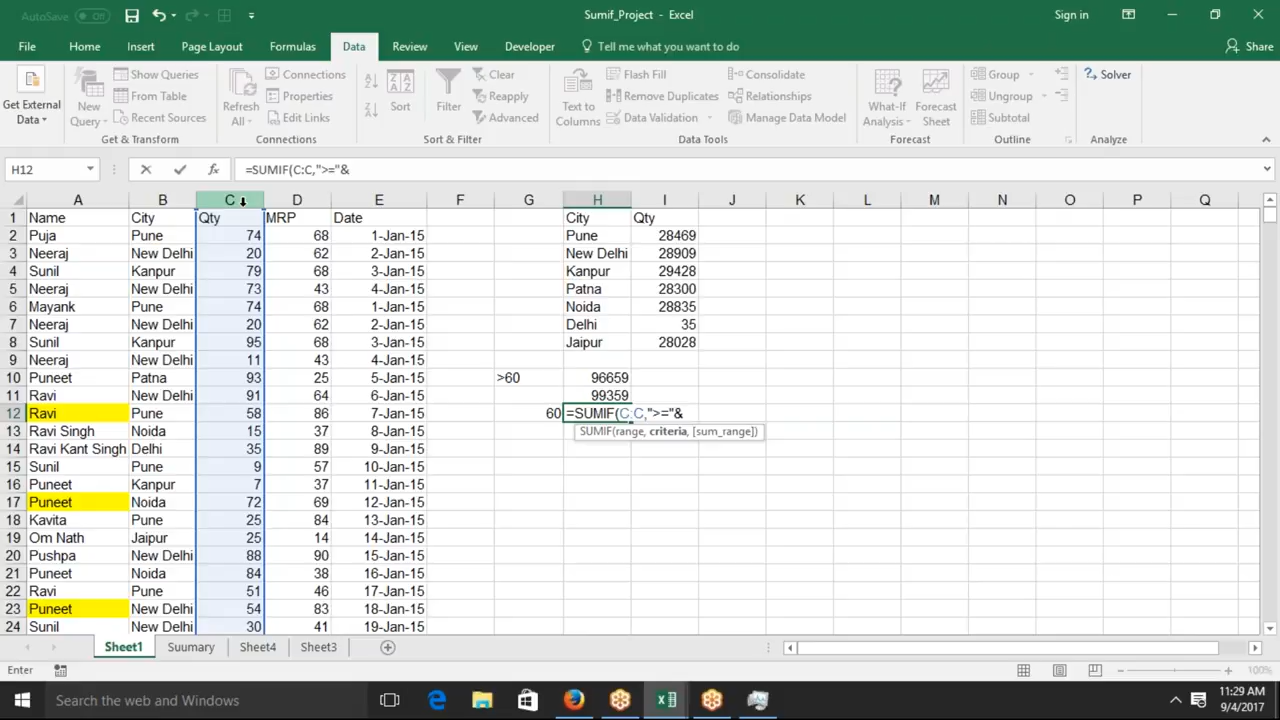 AutoSave Off
Sumif_Project - Excel
Sign in
File Home Insert Page Layout Formulas Data Review View Developer Tell me what you want to do Share
Get External Data
New Query
Show Queries
From Table
Recent Sources
Get & Transform
Refresh All
Connections
Properties
Edit Links
Connections
Sort
Filter
Clear
Reapply
Advanced
Sort & Filter
Text to Columns
Flash Fill
Remove Duplicates
Data Validation
Consolidate
Relationships
Manage Data Model
Data Tools
What-If Analysis
Forecast Sheet
Forecast
Group
Ungroup
Subtotal
Outline
Solver
Analyze
H12 fx =SUMIF(C:C,">="&
A B C D E F G H I J K L M N O P Q
1 Name City Qty MRP Date City Qty
2 Puja Pune 74 68 1-Jan-15 Pune 28469
3 Neeraj New Delhi 20 62 2-Jan-15 New Delhi 28909
4 Sunil Kanpur 79 68 3-Jan-15 Kanpur 29428
5 Neeraj New Delhi 73 43 4-Jan-15 Patna 28300
6 Mayank Pune 74 68 1-Jan-15 Noida 28835
7 Neeraj New Delhi 20 62 2-Jan-15 Delhi 35
8 Sunil Kanpur 95 68 3-Jan-15 Jaipur 28028
9 Neeraj New Delhi 11 43 4-Jan-15
10 Puneet Patna 93 25 5-Jan-15 >60 96659
11 Ravi New Delhi 91 64 6-Jan-15 99359
12 Ravi Pune 58 86 7-Jan-15 60 =SUMIF(C:C,">="&
SUMIF(range, criteria, [sum_range])
13 Ravi Singh Noida 15 37 8-Jan-15
14 Ravi Kant Singh Delhi 35 89 9-Jan-15
15 Sunil Pune 9 57 10-Jan-15
16 Puneet Kanpur 7 37 11-Jan-15
17 Puneet Noida 72 69 12-Jan-15
18 Kavita Pune 25 84 13-Jan-15
19 Om Nath Jaipur 25 14 14-Jan-15
20 Pushpa New Delhi 88 90 15-Jan-15
21 Puneet Noida 84 38 16-Jan-15
22 Ravi Pune 51 46 17-Jan-15
23 Puneet New Delhi 54 83 18-Jan-15
24 Sunil New Delhi 30 41 19-Jan-15
Sheet1 Suumary Sheet4 Sheet3
Enter 100%
Search the web and Windows
11:29 AM
9/4/2017